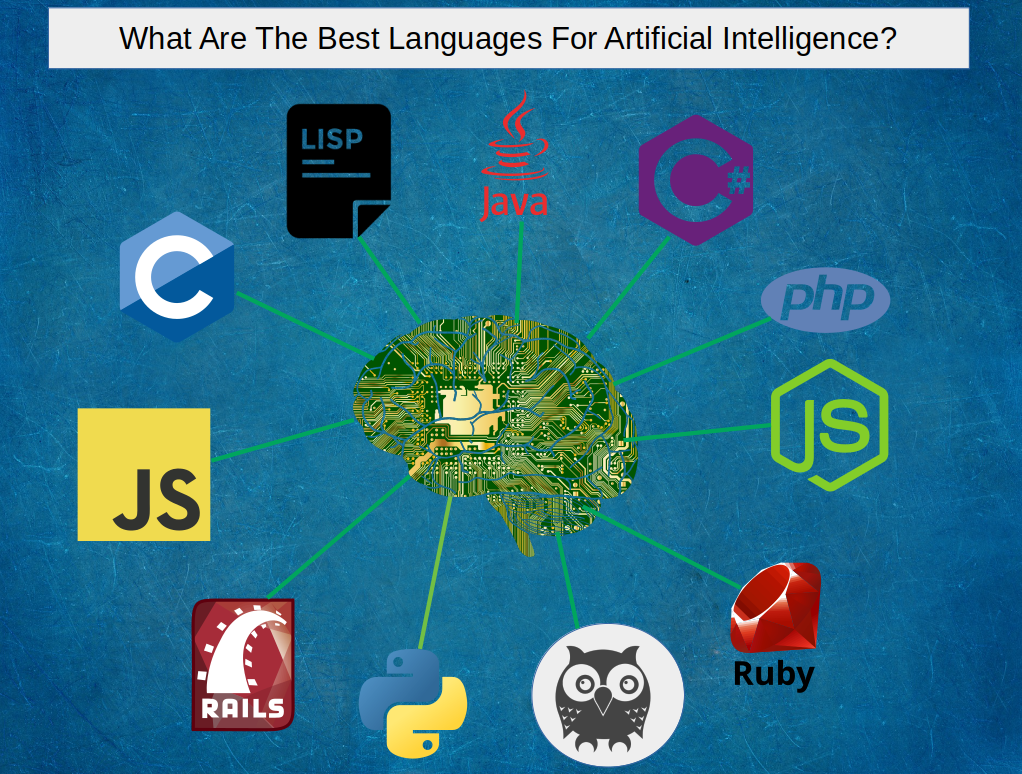 What Are The Best Languages For Artificial Intelligence?
LISP
Java
C#
C
php
JS
JS
Ruby
RAILS